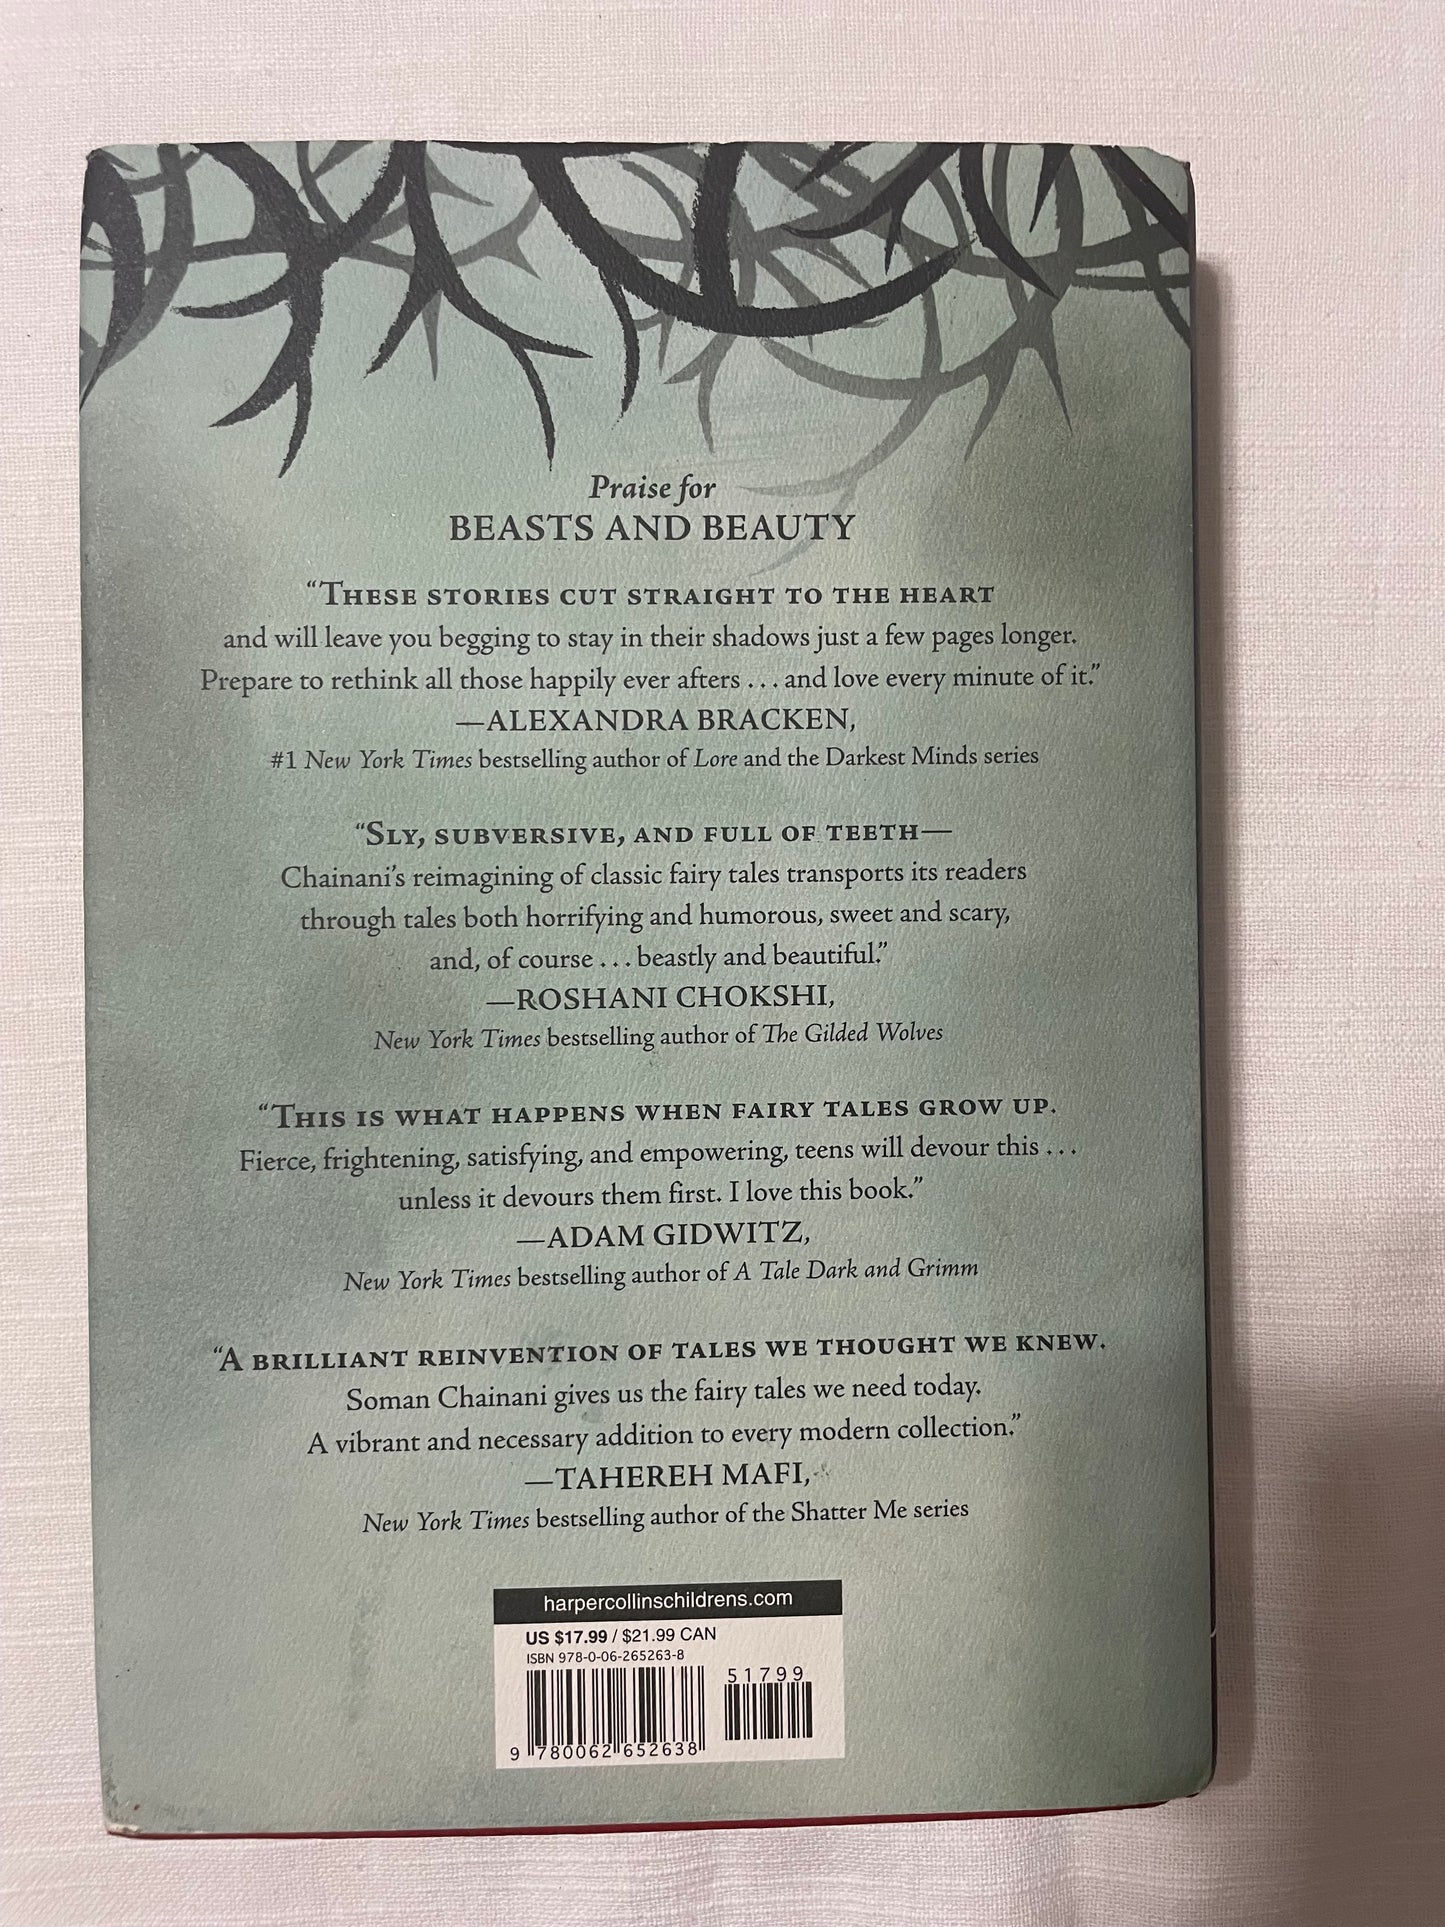 Praise for
BEASTS AND BEAUTY
“THESE STORIES CUT STRAIGHT TO THE HEART
and will leave you begging to stay in their shadows just a few pages longer.
Prepare to rethink all those happily ever afters . . . and love every minute of it.”
—ALEXANDRA BRACKEN,
#1 New York Times bestselling author of Lore and the Darkest Minds series
“SLY, SUBVERSIVE, AND FULL OF TEETH—
Chainani’s reimagining of classic fairy tales transports its readers
through tales both horrifying and humorous, sweet and scary,
and, of course . . . beastly and beautiful.”
—ROSHANI CHOKSHI,
New York Times bestselling author of The Gilded Wolves
“THIS IS WHAT HAPPENS WHEN FAIRY TALES GROW UP.
Fierce, frightening, satisfying, and empowering, teens will devour this . . .
unless it devours them first. I love this book.”
—ADAM GIDWITZ,
New York Times bestselling author of A Tale Dark and Grimm
“A BRILLIANT REINVENTION OF TALES WE THOUGHT WE KNEW.
Soman Chainani gives us the fairy tales we need today.
A vibrant and necessary addition to every modern collection.”
—TAHEREH MAFI,
New York Times bestselling author of the Shatter Me series
harpercollinschildrens.com
US $17.99 / $21.99 CAN
ISBN 978-0-06-265263-8
51799
9 780062 652638